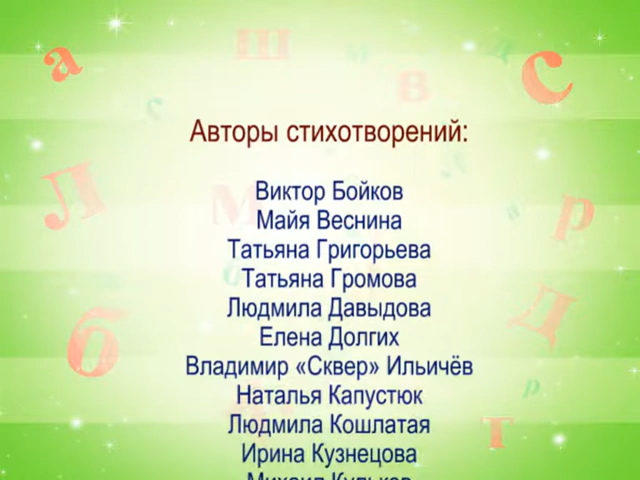 Авторы стихотворений:
Виктор Бойков
Майя Веснина
Татьяна Григорьева
Татьяна Громова
Людмила Давыдова
Елена Долгих
Владимир «Сквер» Ильичёв
Наталья Капустюк
Людмила Кошлатая
Ирина Кузнецова